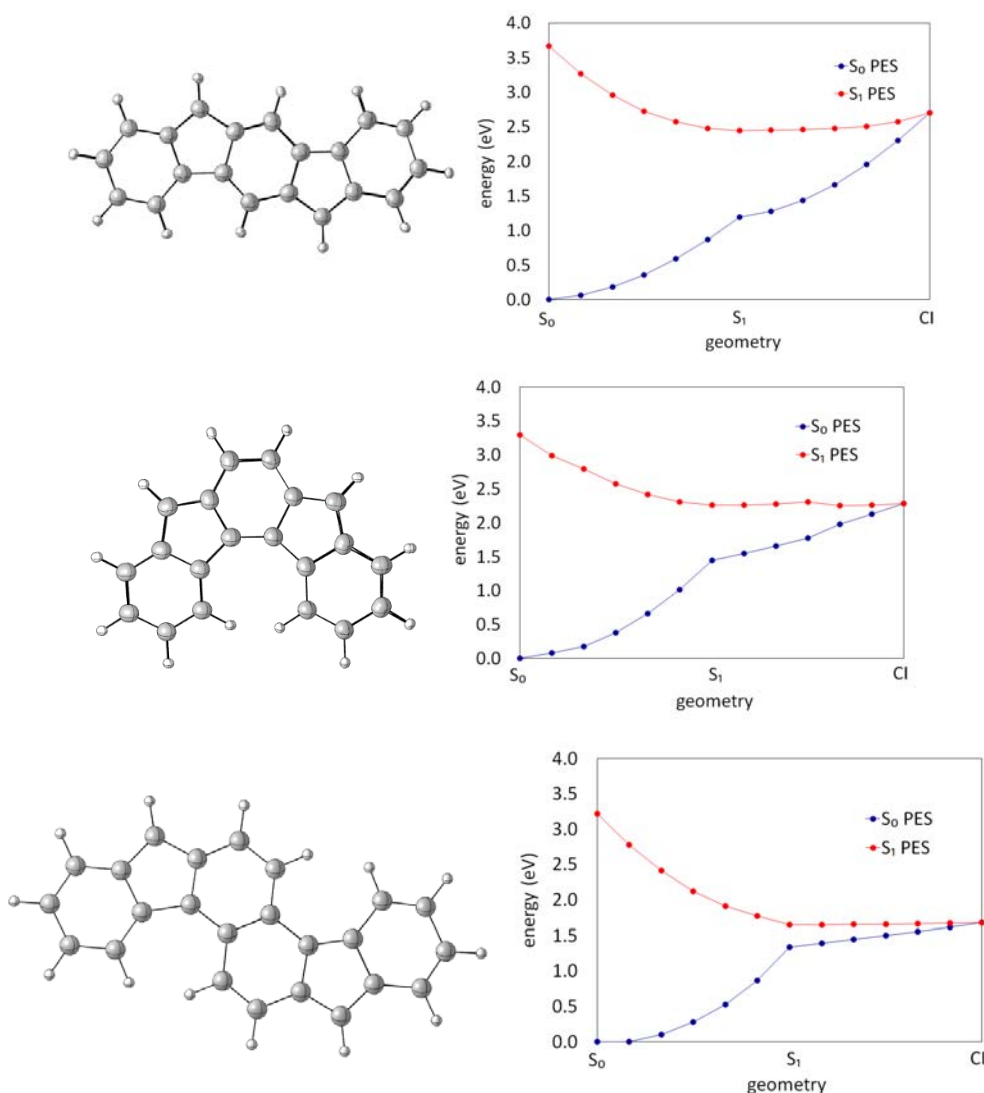 4.0
3.5
3.0
2.5
2.0
1.5
1.0
0.5
0.0
energy (eV)
S₀ PES
S₁ PES
S₀
S₁
CI
geometry
4.0
3.5
3.0
2.5
2.0
1.5
1.0
0.5
0.0
energy (eV)
S₀ PES
S₁ PES
S₀
S₁
CI
geometry
4.0
3.5
3.0
2.5
2.0
1.5
1.0
0.5
0.0
energy (eV)
S₀ PES
S₁ PES
S₀
S₁
CI
geometry